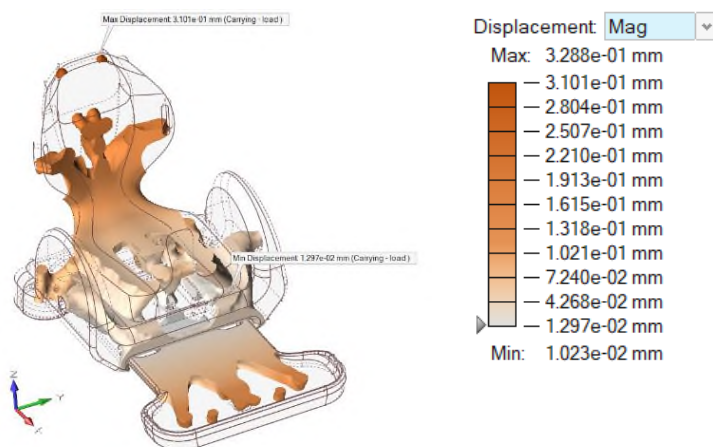 Max Displacement: 3.101e-01 mm (Carrying - load )
Min Displacement: 1.297e-02 mm (Carrying - load )
Z
Y
X
Displacement: Mag
Max: 3.288e-01 mm
3.101e-01 mm
2.804e-01 mm
2.507e-01 mm
2.210e-01 mm
1.913e-01 mm
1.615e-01 mm
1.318e-01 mm
1.021e-01 mm
7.240e-02 mm
4.268e-02 mm
1.297e-02 mm
Min: 1.023e-02 mm